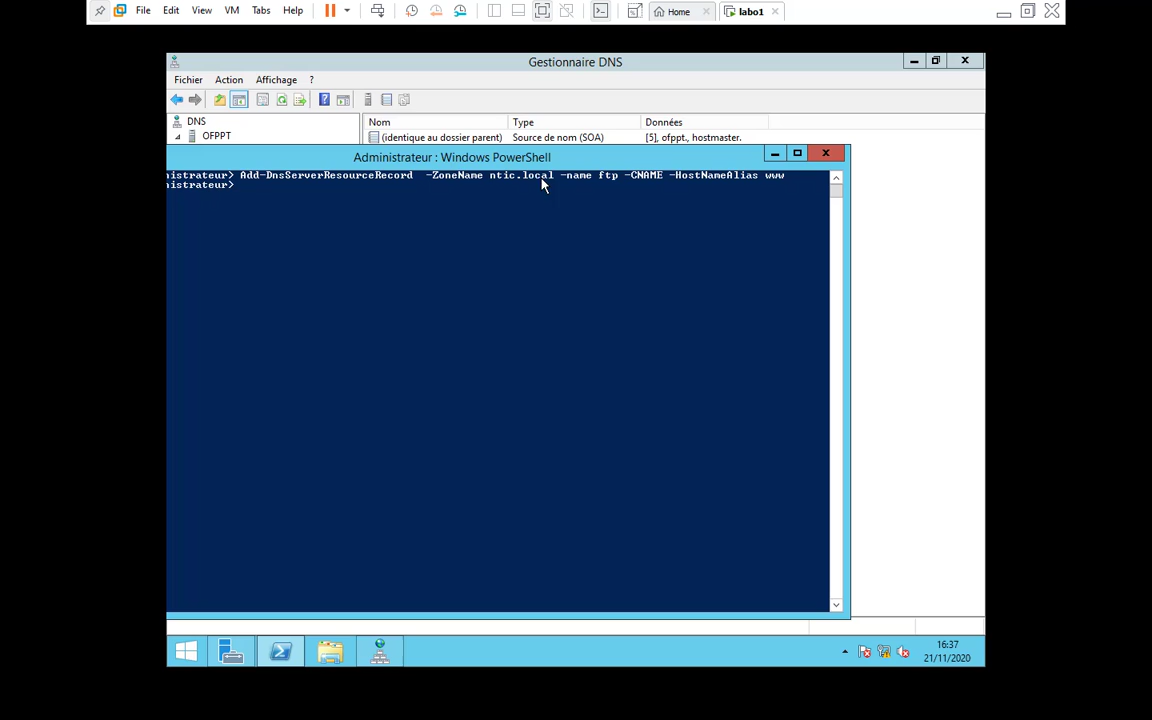 File Edit View VM Tabs Help Home labo1
Gestionnaire DNS
Fichier Action Affichage ?
DNS
OFPPT
Nom Type Données
(identique au dossier parent) Source de nom (SOA) [5], ofppt., hostmaster.
Administrateur : Windows PowerShell
istrateur> Add-DnsServerResourceRecord  -ZoneName ntic.local -name ftp -CNAME -HostNameAlias www
istrateur>
16:37
21/11/2020